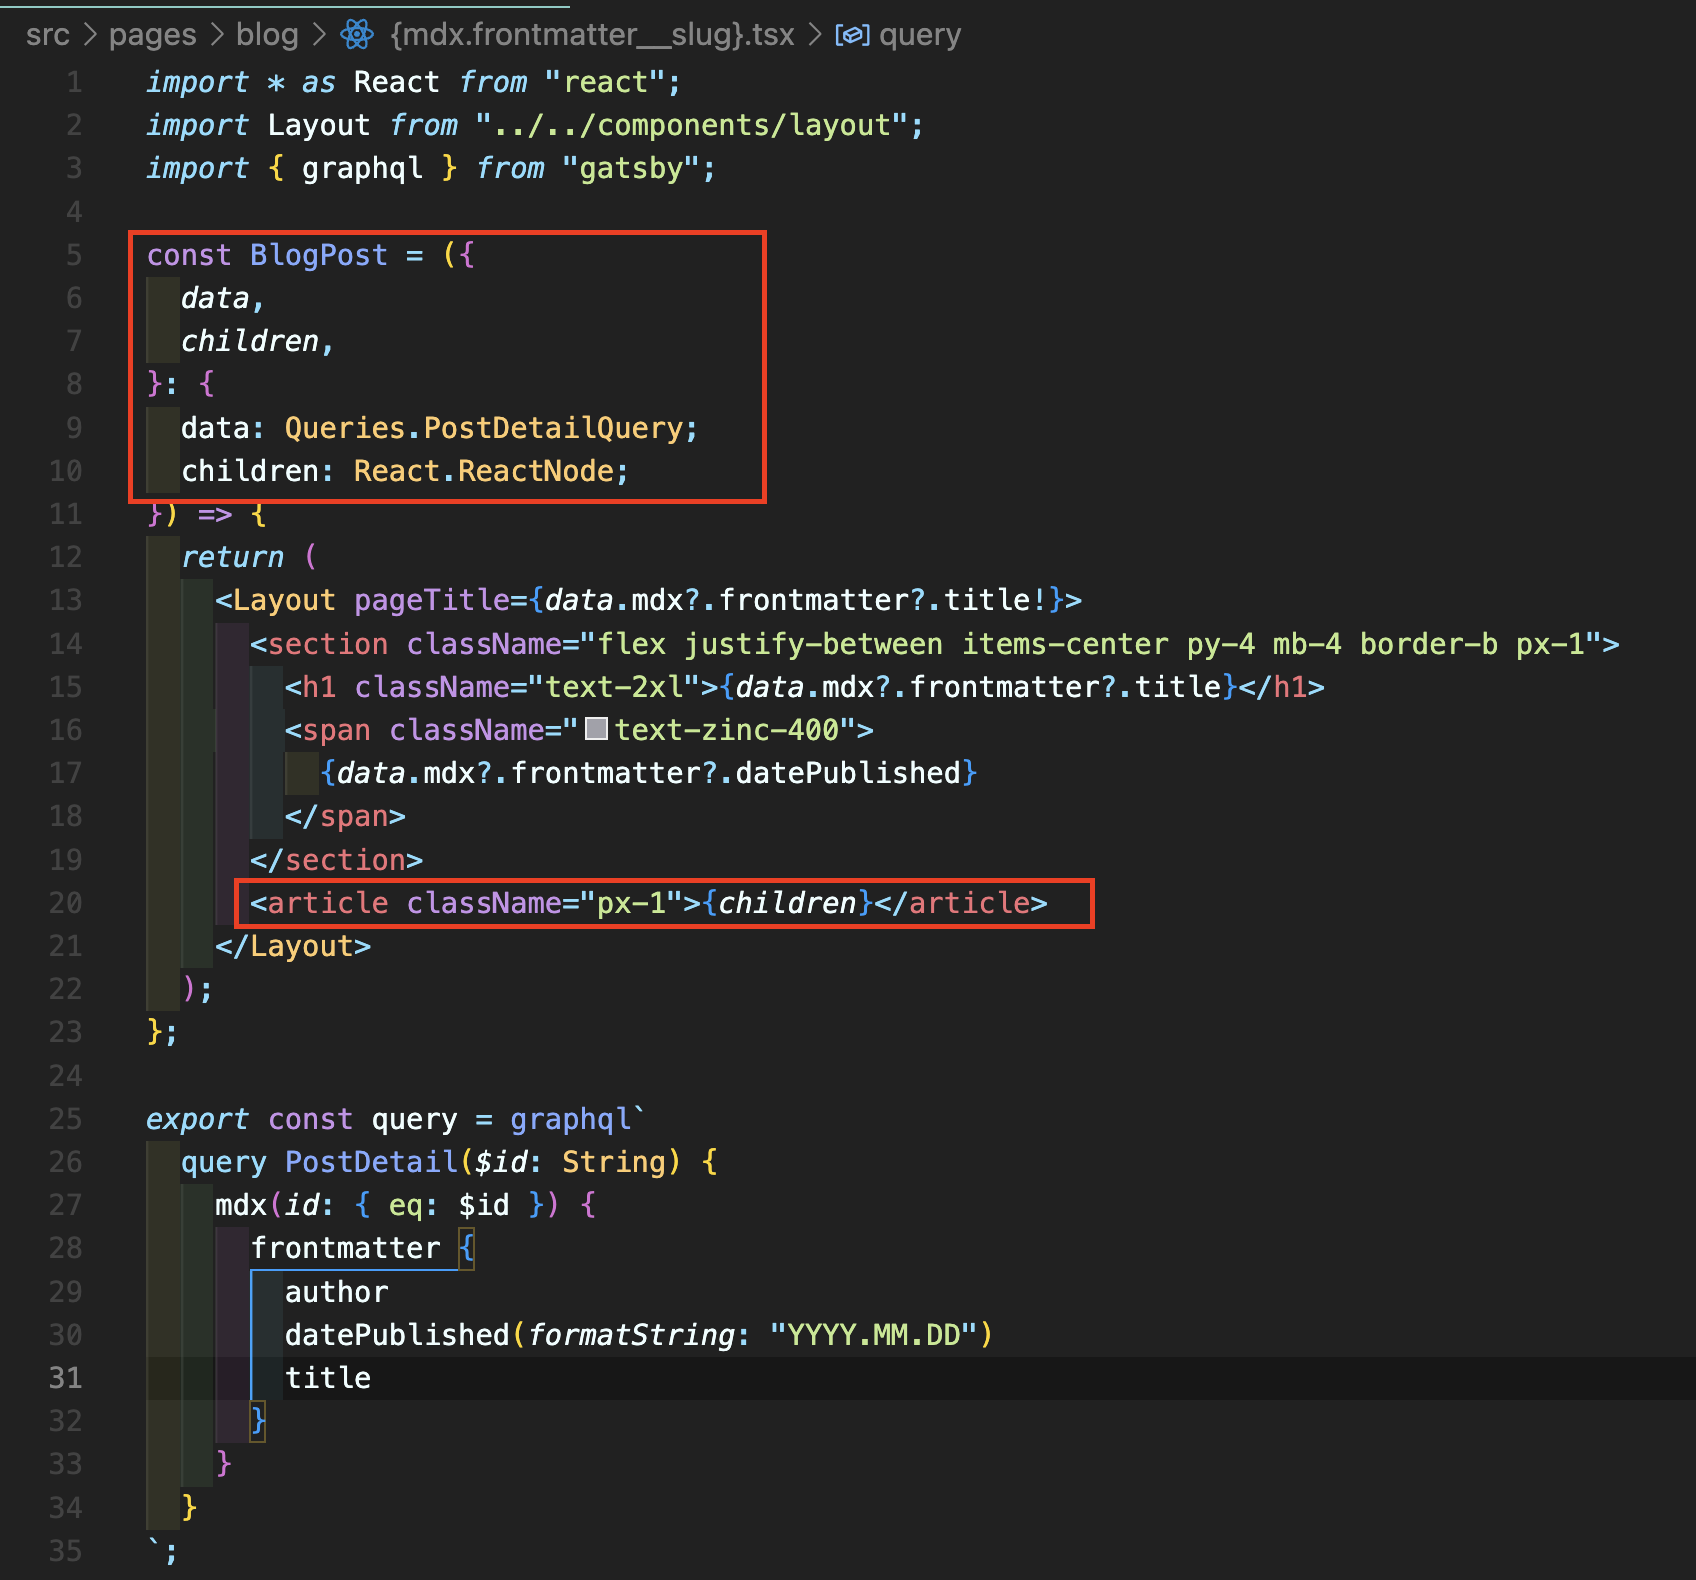 src > pages > blog > {mdx.frontmatter__slug}.tsx > query
1 import * as React from "react";
2 import Layout from "../../components/layout";
3 import { graphql } from "gatsby";
4
5 const BlogPost = ({
6 data,
7 children,
8 }: {
9 data: Queries.PostDetailQuery;
10 children: React.ReactNode;
11 }) => {
12 return (
13 <Layout pageTitle={data.mdx?.frontmatter?.title!}>
14 <section className="flex justify-between items-center py-4 mb-4 border-b px-1">
15 <h1 className="text-2xl">{data.mdx?.frontmatter?.title}</h1>
16 <span className="text-zinc-400">
17 {data.mdx?.frontmatter?.datePublished}
18 </span>
19 </section>
20 <article className="px-1">{children}</article>
21 </Layout>
22 );
23 };
24
25 export const query = graphql`
26 query PostDetail($id: String) {
27 mdx(id: { eq: $id }) {
28 frontmatter {
29 author
30 datePublished(formatString: "YYYY.MM.DD")
31 title
32 }
33 }
34 }
35 `;